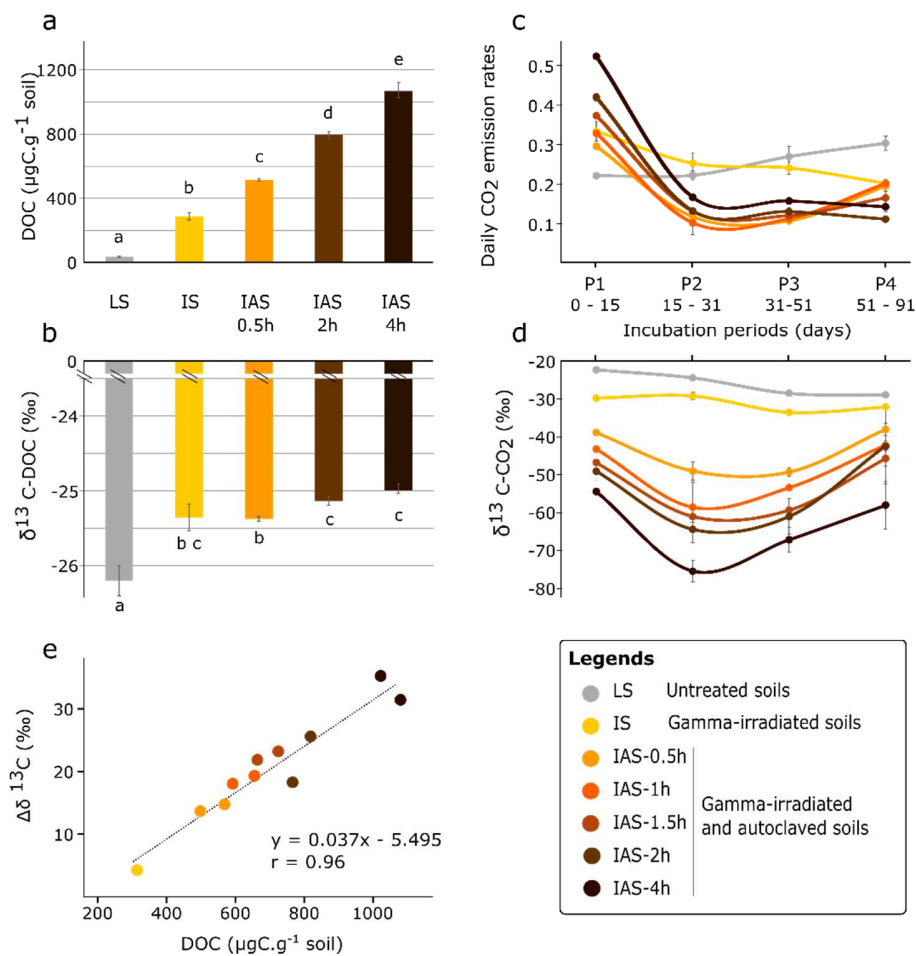 a
DOC (µgC.g⁻¹ soil)
1200
800
400
0
a
b
c
d
e
LS
IS
IAS
0.5h
IAS
2h
IAS
4h
b
δ¹³ C-DOC (‰)
0
-24
-25
-26
a
b c
b
c
c
c
Daily CO₂ emission rates
0.5
0.4
0.3
0.2
0.1
P1
P2
P3
P4
0 - 15
15 - 31
31-51
51 - 91
Incubation periods (days)
d
δ¹³ C-CO₂ (‰)
-20
-30
-40
-50
-60
-70
-80
e
Δδ ¹³C (‰)
30
20
10
y = 0.037x - 5.495
r = 0.96
200
400
600
800
1000
DOC (µgC.g⁻¹ soil)
Legends
LS Untreated soils
IS Gamma-irradiated soils
IAS-0.5h
IAS-1h
IAS-1.5h
IAS-2h
IAS-4h
Gamma-irradiated
and autoclaved soils